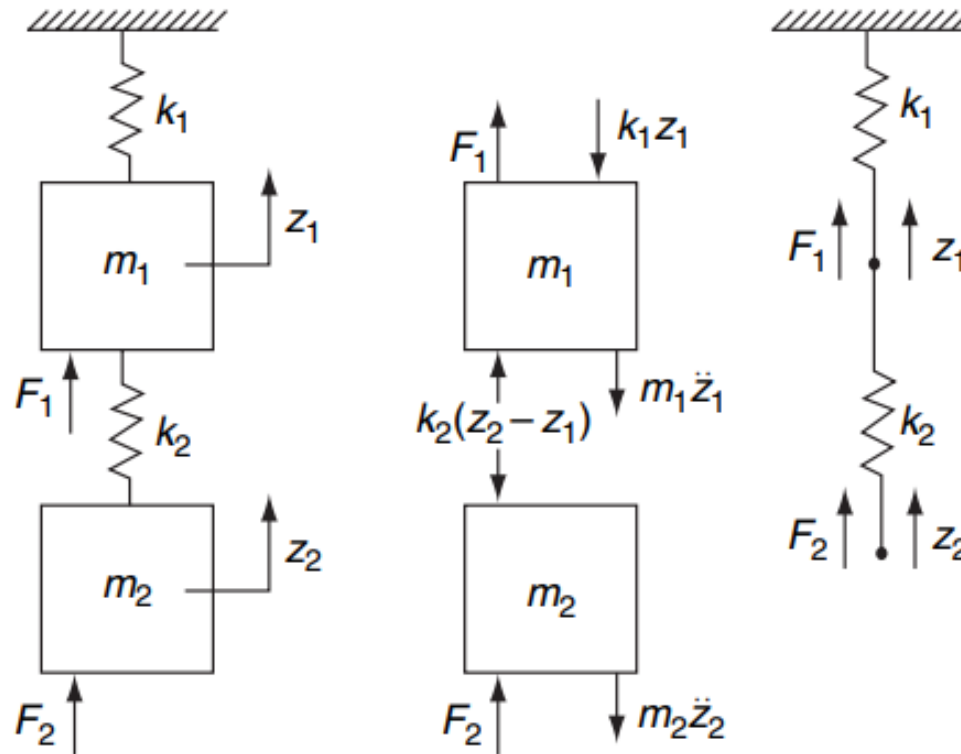 k₁
z₁
m₁
F₁
k₂
z₂
m₂
F₂
F₁
k₁z₁
m₁
m₁z̈₁
k₂(z₂ – z₁)
m₂
F₂
m₂z̈₂
k₁
F₁
z₁
k₂
F₂
z₂